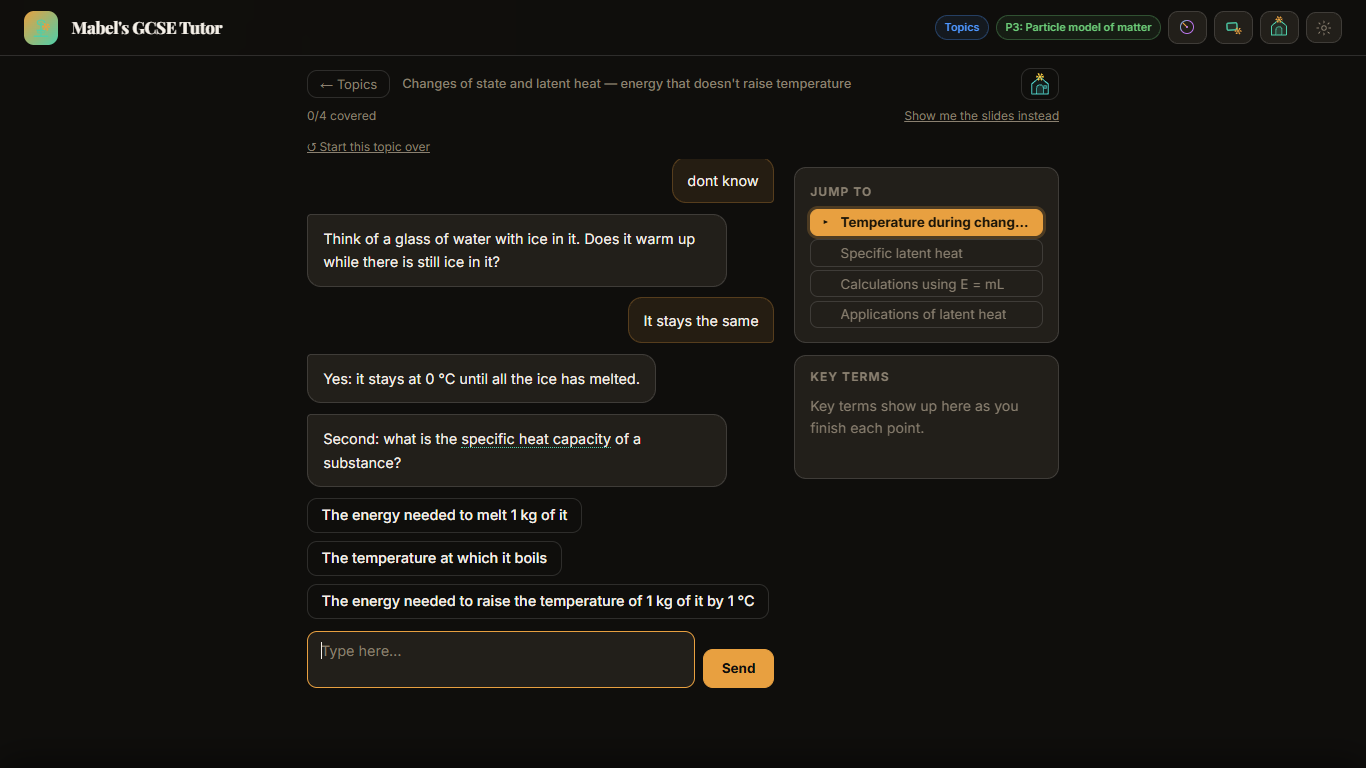 Mabel's GCSE Tutor
Topics
P3: Particle model of matter
← Topics
Changes of state and latent heat — energy that doesn't raise temperature
0/4 covered
Show me the slides instead
↺ Start this topic over
dont know
Think of a glass of water with ice in it. Does it warm up
while there is still ice in it?
It stays the same
Yes: it stays at 0 °C until all the ice has melted.
Second: what is the specific heat capacity of a
substance?
The energy needed to melt 1 kg of it
The temperature at which it boils
The energy needed to raise the temperature of 1 kg of it by 1 °C
Type here...
Send
JUMP TO
‣ Temperature during chang...
Specific latent heat
Calculations using E = mL
Applications of latent heat
KEY TERMS
Key terms show up here as you
finish each point.